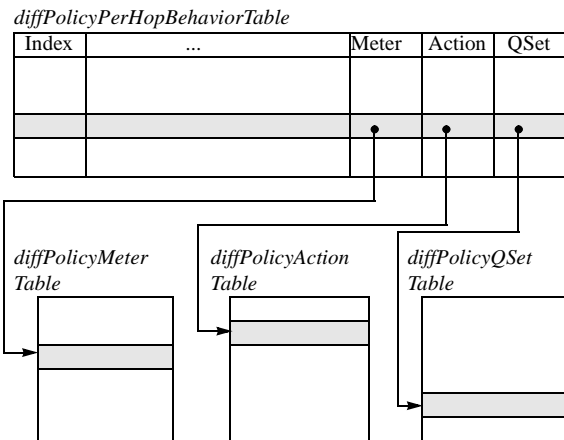 diffPolicyPerHopBehaviorTable
Index ... Meter Action QSet
diffPolicyMeter
Table
diffPolicyAction
Table
diffPolicyQSet
Table